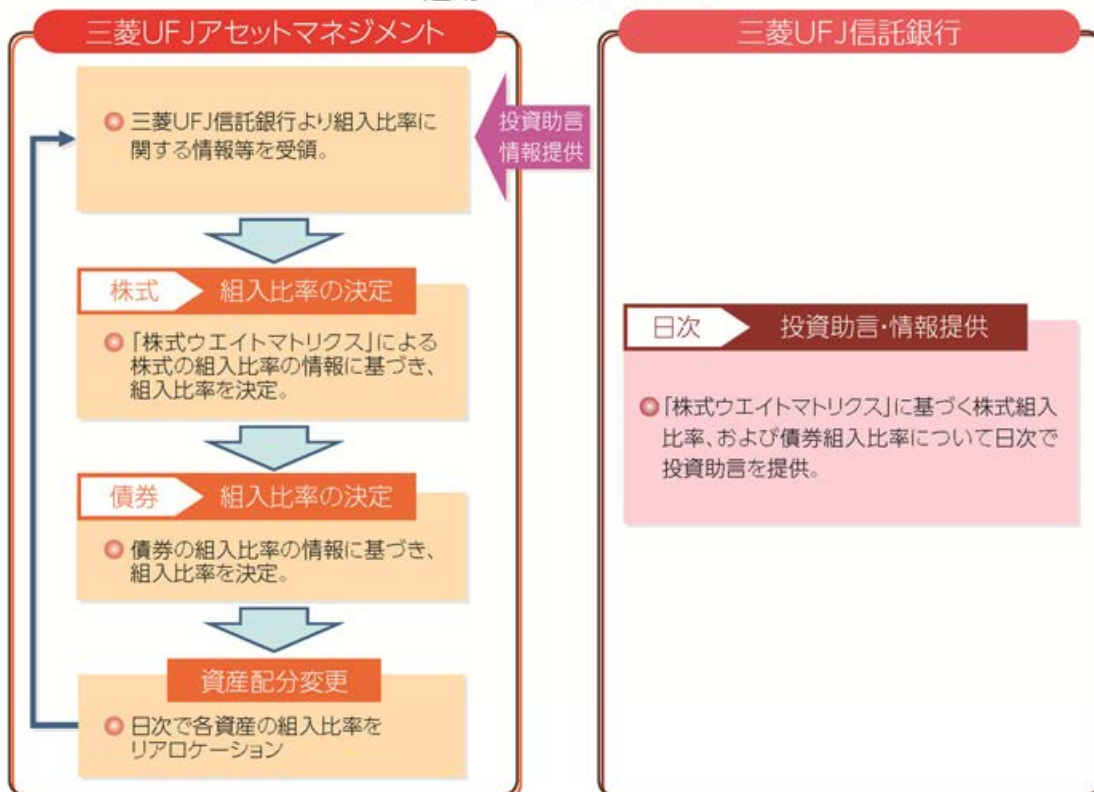 三菱UFJアセットマネジメント
三菱UFJ信託銀行より組入比率に
関する情報等を受領。
投資助言
情報提供
株式 組入比率の決定
「株式ウエイトマトリクス」による
株式の組入比率の情報に基づき、
組入比率を決定。
債券 組入比率の決定
債券の組入比率の情報に基づき、
組入比率を決定。
資産配分変更
日次で各資産の組入比率を
リアロケーション
三菱UFJ信託銀行
日次 投資助言・情報提供
「株式ウエイトマトリクス」に基づく株式組入
比率、および債券組入比率について日次で
投資助言を提供。